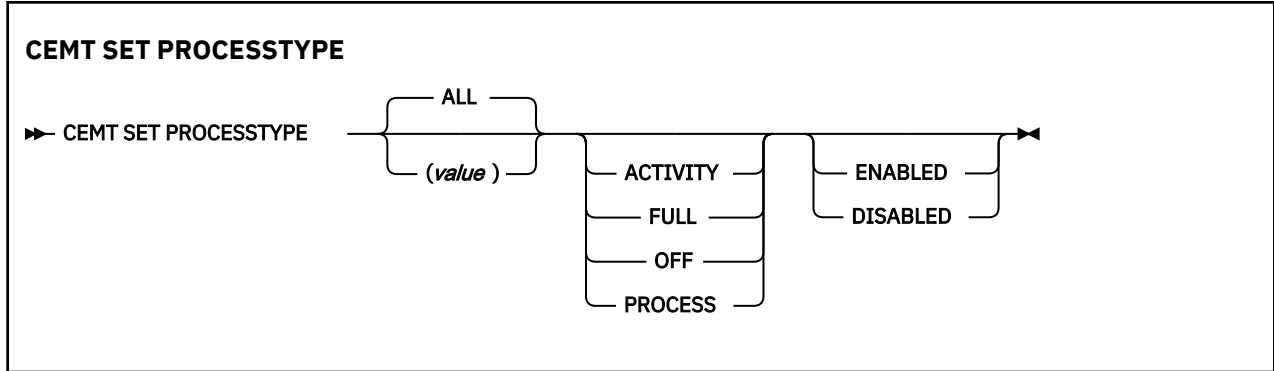 CEMT SET PROCESSTYPE
ALL
CEMT SET PROCESSTYPE
(value )
ACTIVITY
FULL
OFF
PROCESS
ENABLED
DISABLED